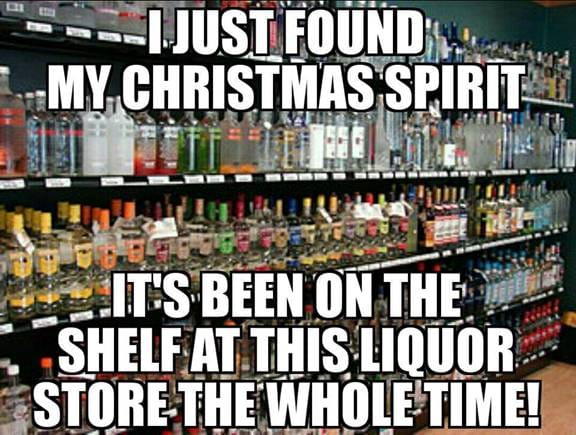 I JUST FOUND
MY CHRISTMAS SPIRIT
IT'S BEEN ON THE
SHELF AT THIS LIQUOR
STORE THE WHOLE TIME!